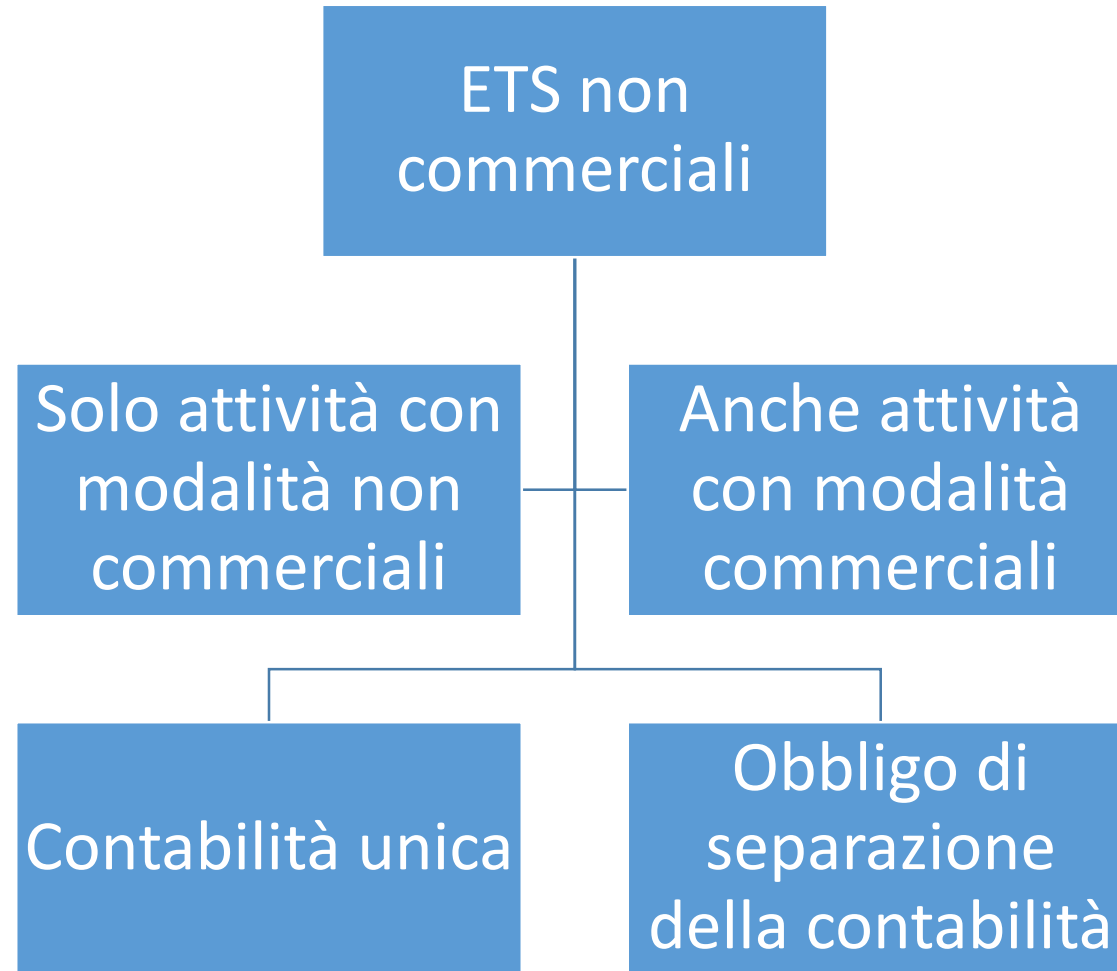 ETS non
commerciali
Solo attività con
modalità non
commerciali
Anche attività
con modalità
commerciali
Contabilità unica
Obbligo di
separazione
della contabilità